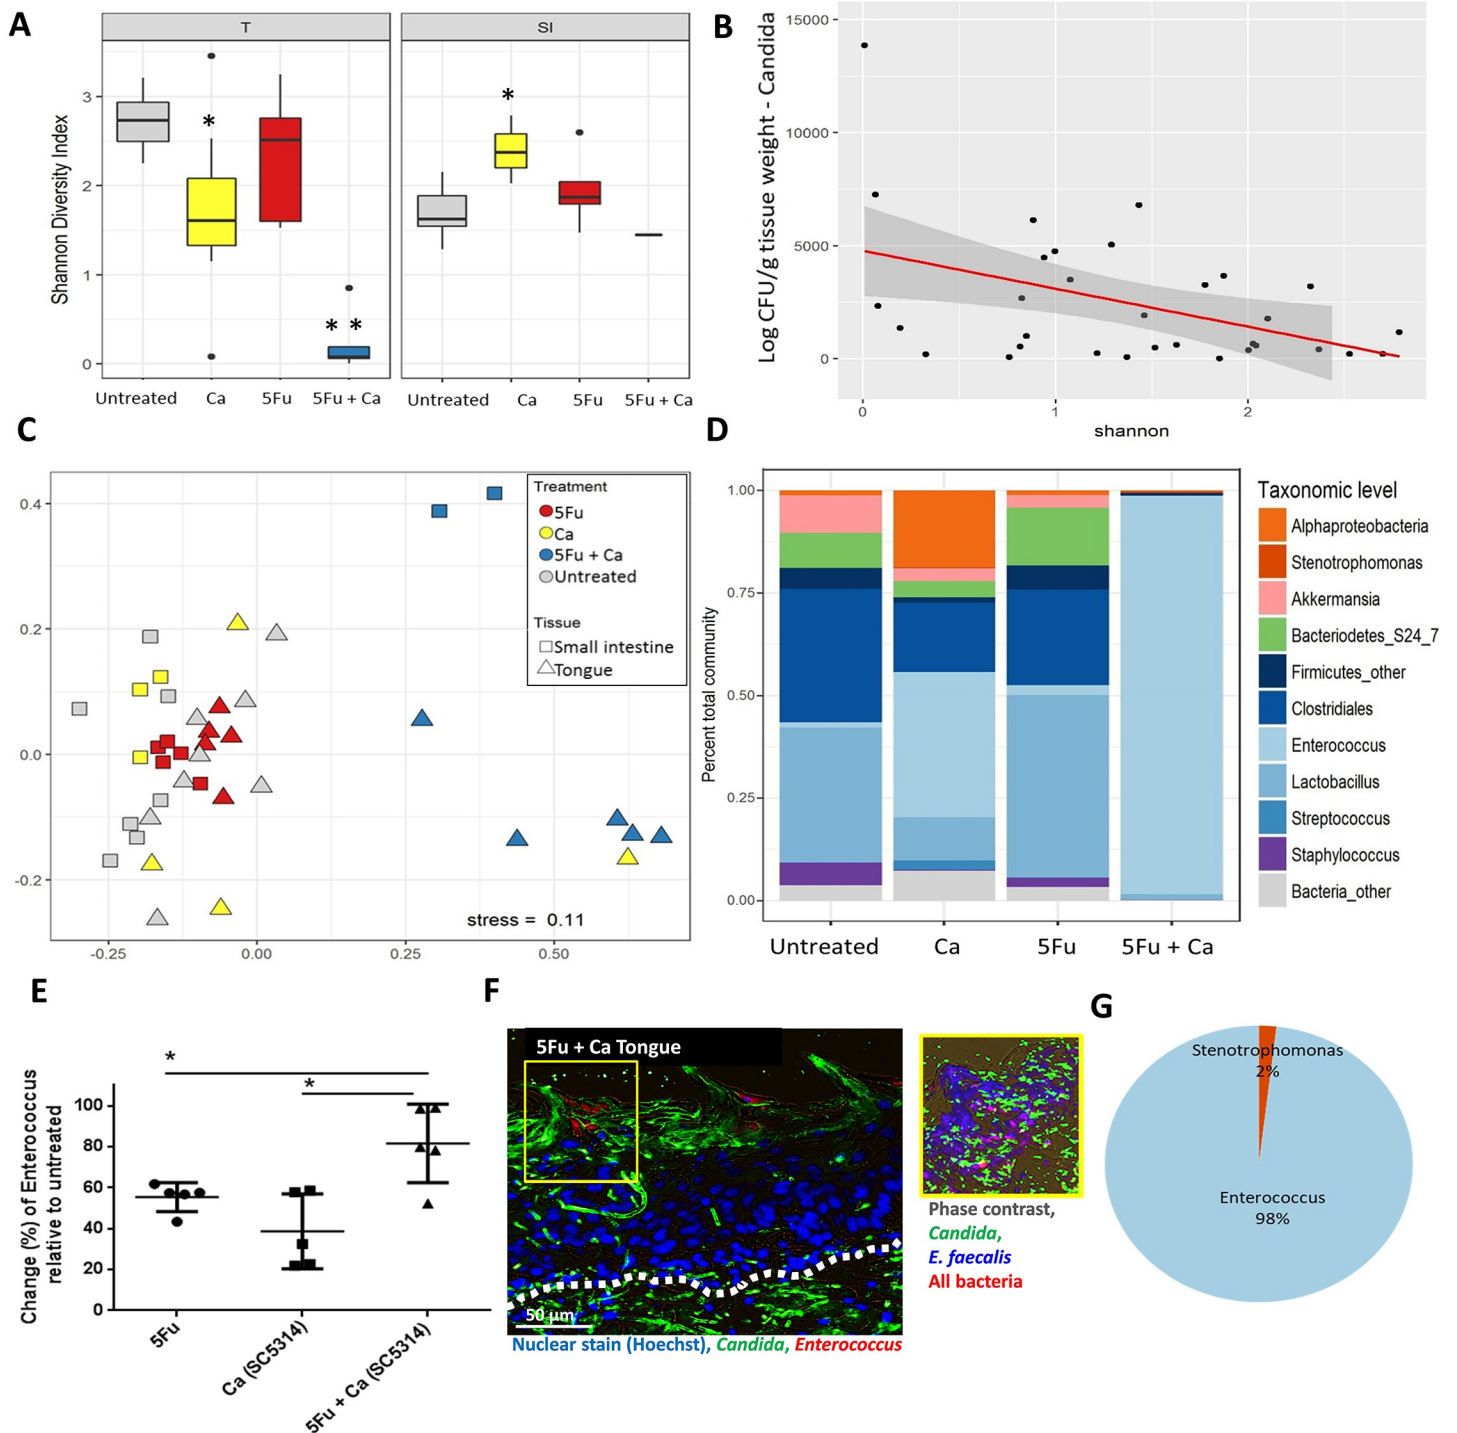 A
T
SI
Shannon Diversity Index
3
2
1
0
*
* *
*
Untreated Ca 5Fu 5Fu + Ca
Untreated Ca 5Fu 5Fu + Ca
B
Log CFU/g tissue weight - Candida
15000
10000
5000
0
0 1 2
shannon
C
0.4
0.2
0.0
-0.2
-0.25 0.00 0.25 0.50
Treatment
5Fu
Ca
5Fu + Ca
Untreated
Tissue
Small intestine
Tongue
stress = 0.11
D
Percent total community
1.00
0.75
0.50
0.25
0.00
Untreated Ca 5Fu 5Fu + Ca
Taxonomic level
Alphaproteobacteria
Stenotrophomonas
Akkermansia
Bacteriodetes_S24_7
Firmicutes_other
Clostridiales
Enterococcus
Lactobacillus
Streptococcus
Staphylococcus
Bacteria_other
E
Change (%) of Enterococcus
relative to untreated
100
80
60
40
20
0
*
*
5Fu
Ca (SC5314)
5Fu + Ca (SC5314)
F
5Fu + Ca Tongue
50 μm
Nuclear stain (Hoechst), Candida, Enterococcus
Phase contrast,
Candida,
E. faecalis
All bacteria
G
Stenotrophomonas
2%
Enterococcus
98%